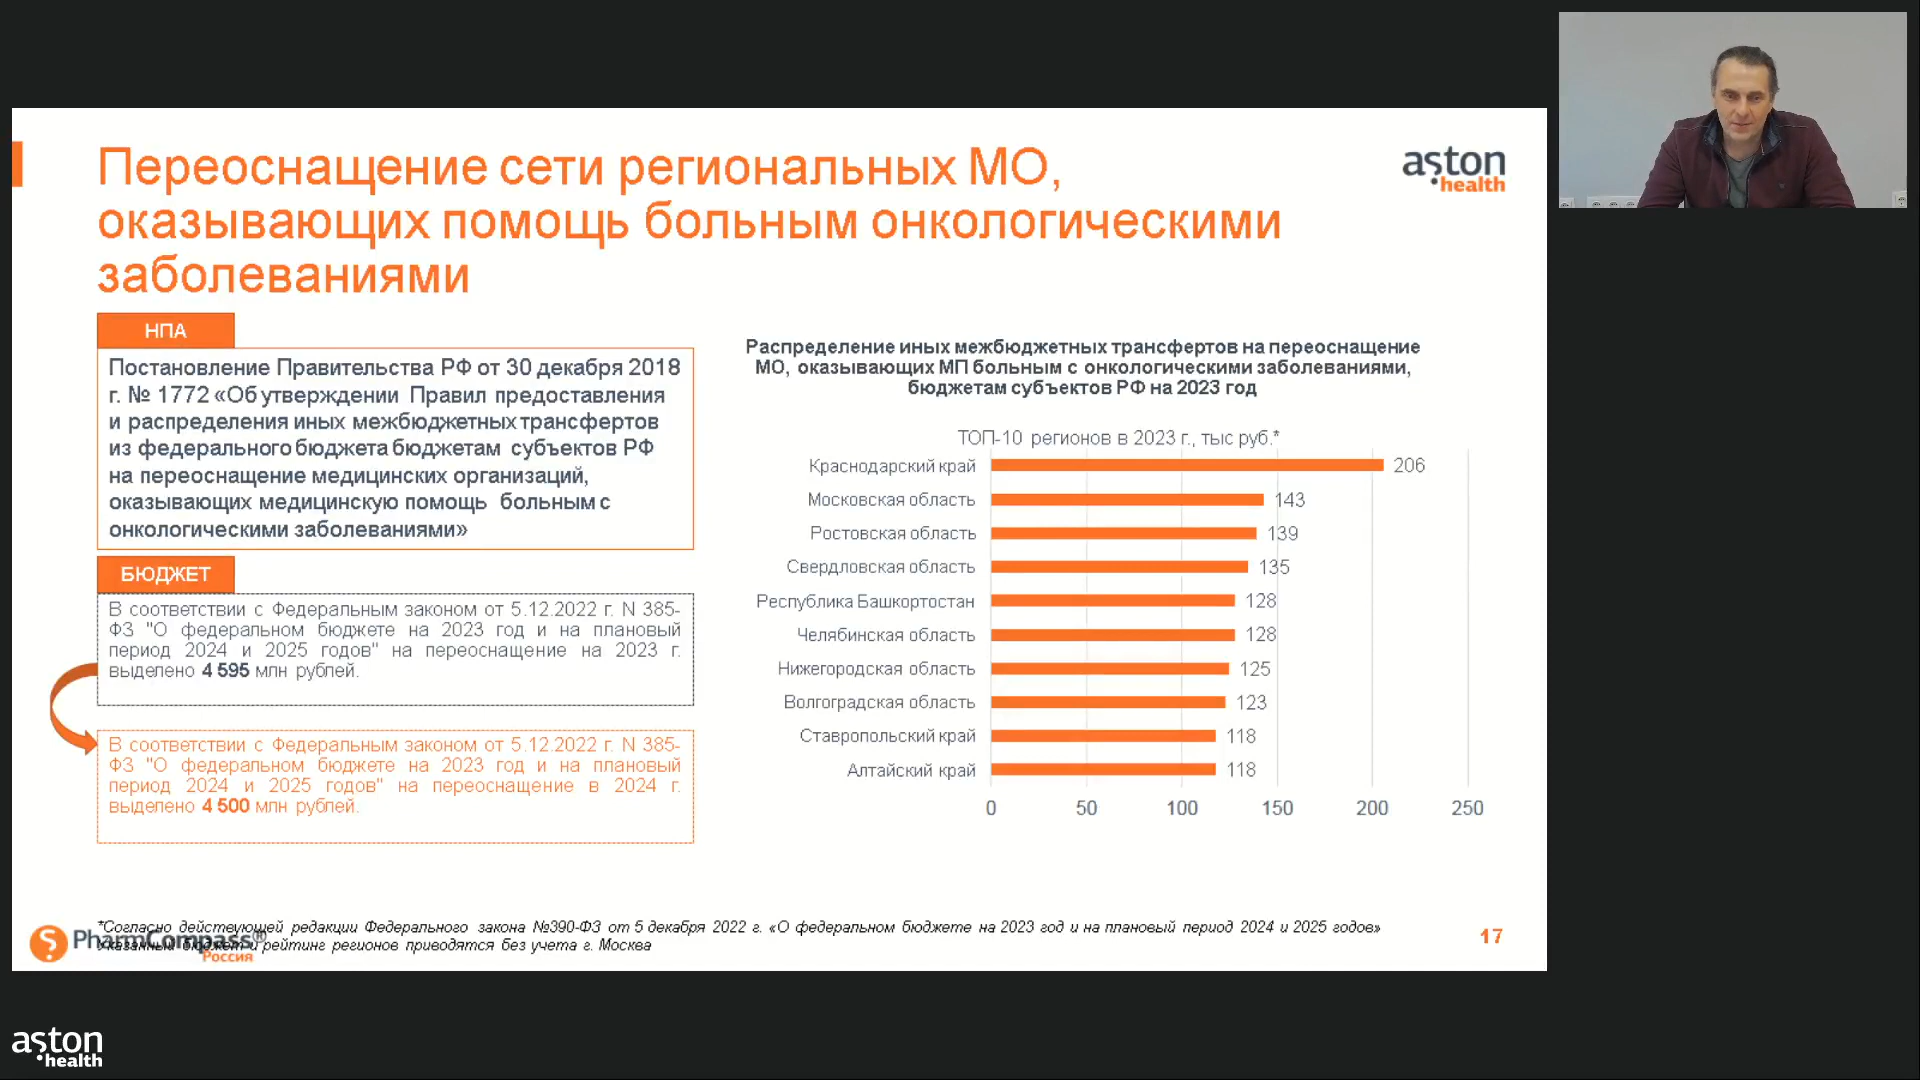 Переоснащение сети региональных МО,
оказывающих помощь больным онкологическими
заболеваниями
aston
health
НПА
Постановление Правительства РФ от 30 декабря 2018
г. № 1772 «Об утверждении Правил предоставления
и распределения иных межбюджетных трансфертов
из федерального бюджета бюджетам субъектов РФ
на переоснащение медицинских организаций,
оказывающих медицинскую помощь больным с
онкологическими заболеваниями»
БЮДЖЕТ
В соответствии с Федеральным законом от 5.12.2022 г. N 385-
ФЗ "О федеральном бюджете на 2023 год и на плановый
период 2024 и 2025 годов" на переоснащение на 2023 г.
выделено 4 595 млн рублей.
В соответствии с Федеральным законом от 5.12.2022 г. N 385-
ФЗ "О федеральном бюджете на 2023 год и на плановый
период 2024 и 2025 годов" на переоснащение в 2024 г.
выделено 4 500 млн рублей.
Распределение иных межбюджетных трансфертов на переоснащение
МО, оказывающих МП больным с онкологическими заболеваниями,
бюджетам субъектов РФ на 2023 год
ТОП-10 регионов в 2023 г., тыс руб.*
Краснодарский край 206
Московская область 143
Ростовская область 139
Свердловская область 135
Республика Башкортостан 128
Челябинская область 128
Нижегородская область 125
Волгоградская область 123
Ставропольский край 118
Алтайский край 118
0 50 100 150 200 250
*Согласно действующей редакции Федерального закона №390-ФЗ от 5 декабря 2022 г. «О федеральном бюджете на 2023 год и на плановый период 2024 и 2025 годов»
Указанный бюджет и рейтинг регионов приводятся без учета г. Москва
PharmCompass®
Россия
17
aston
health